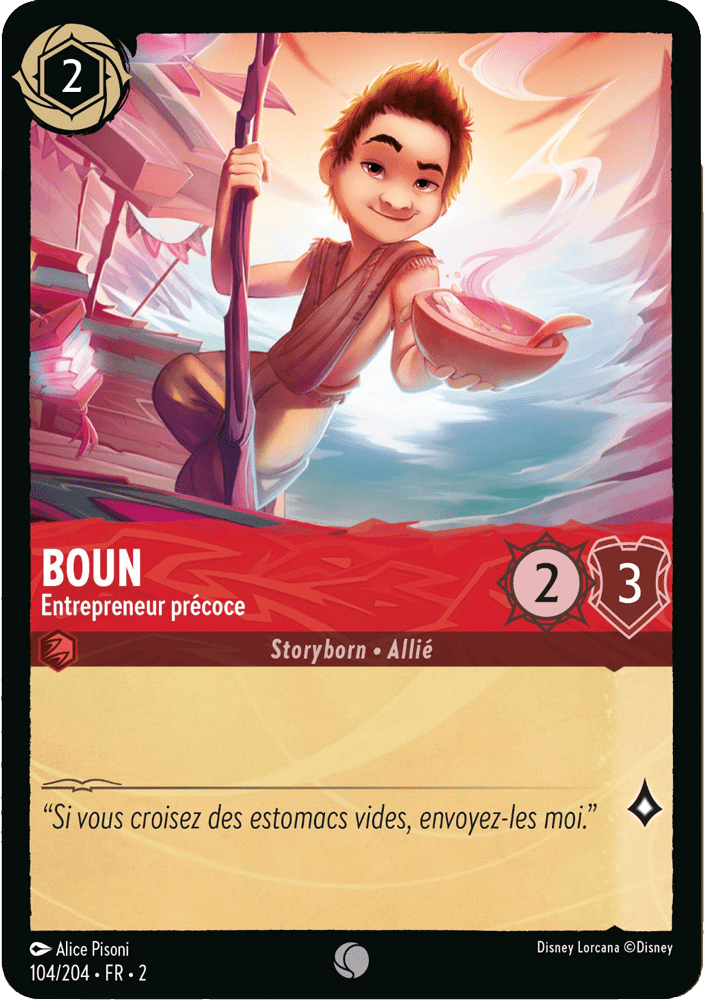 2
BOUN
Entrepreneur précoce
2
3
Storyborn • Allié
“Si vous croisez des estomacs vides, envoyez-les moi.”
Alice Pisoni
Disney Lorcana ©Disney
104/204 • FR • 2